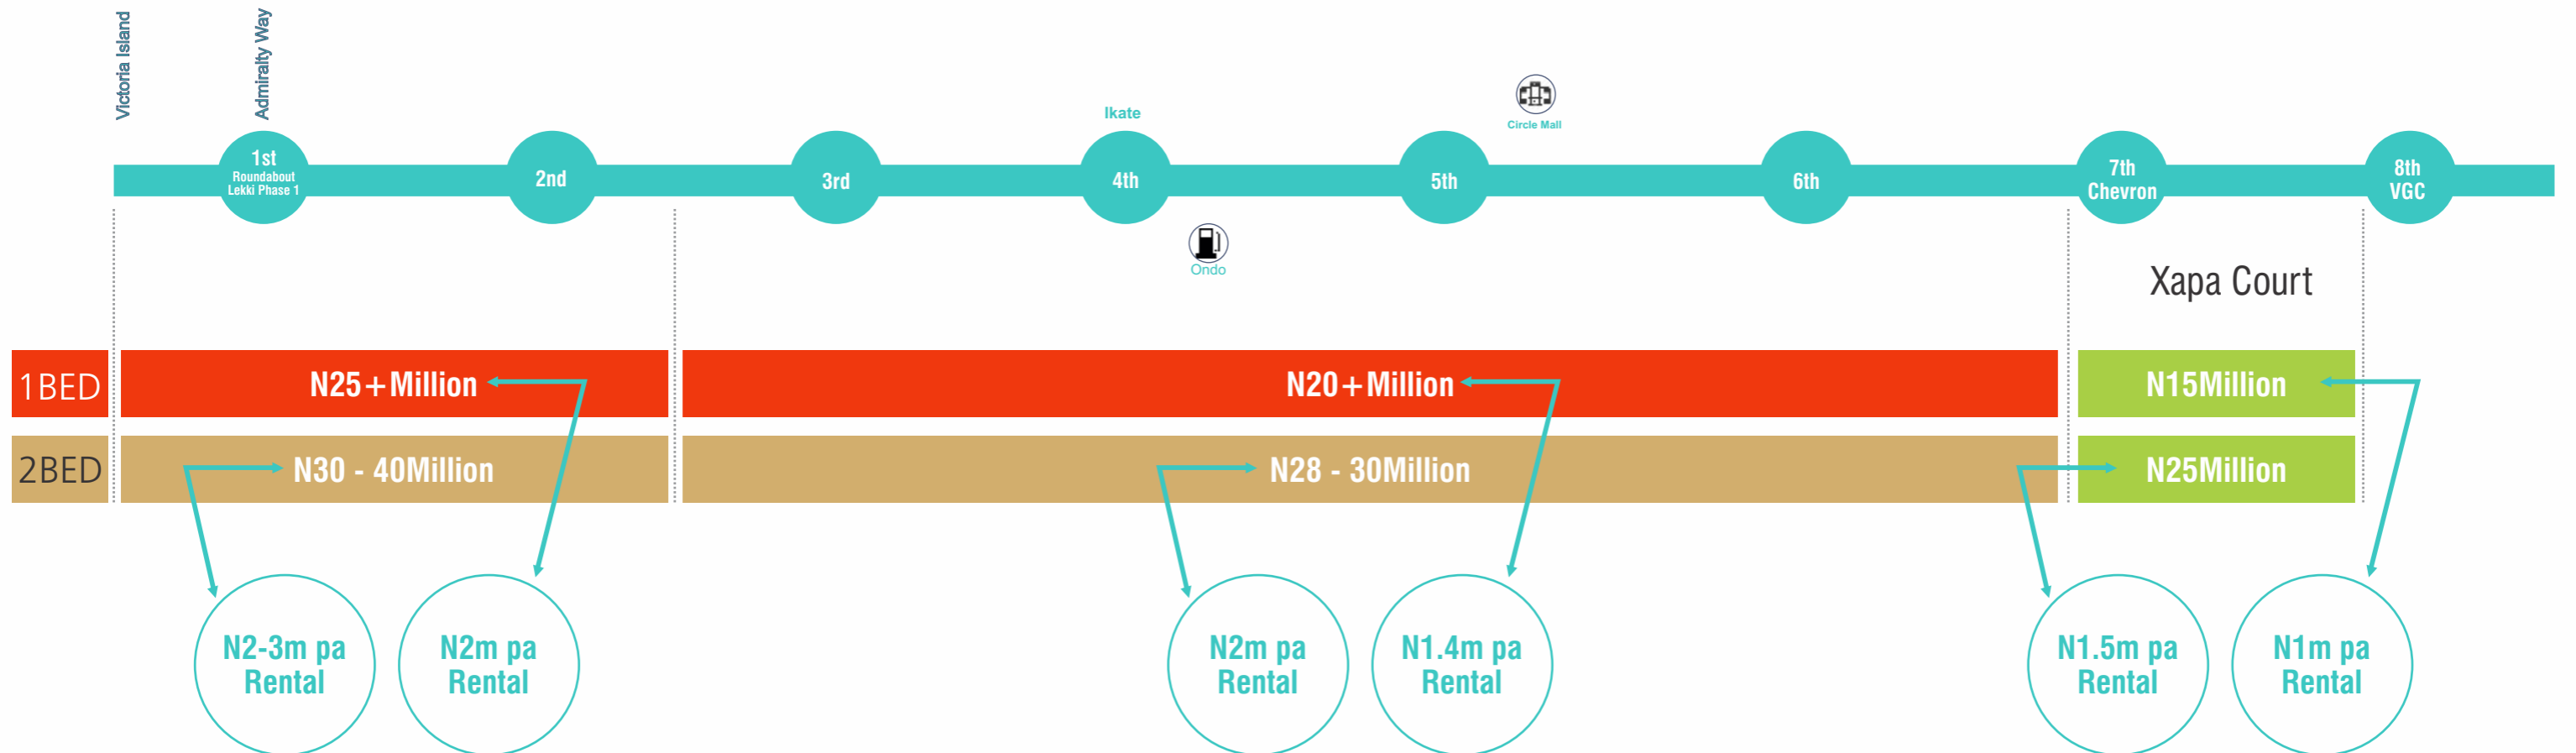 Victoria Island
Admiralty Way
Ikate
Circle Mall
1st
Roundabout
Lekki Phase 1
2nd
3rd
4th
5th
6th
7th
Chevron
8th
VGC
Ondo
Xapa Court
1BED
N25+Million
N20+Million
N15Million
2BED
N30 - 40Million
N28 - 30Million
N25Million
N2-3m pa
Rental
N2m pa
Rental
N2m pa
Rental
N1.4m pa
Rental
N1.5m pa
Rental
N1m pa
Rental